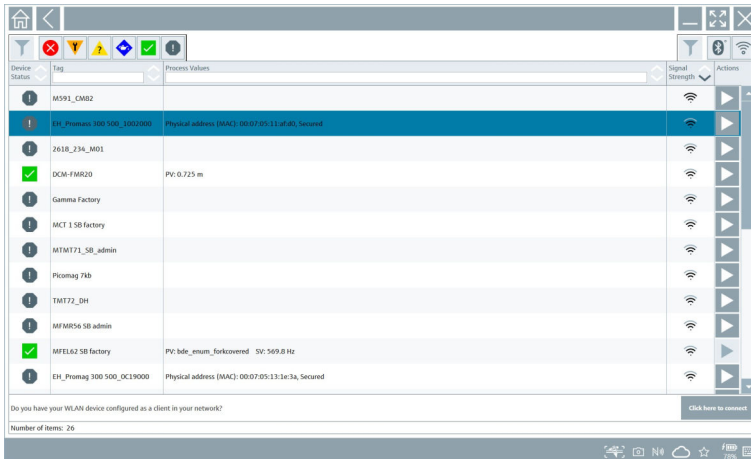 Device Status Tag Process Values Signal Strength Actions
M591_CM82
EH_Promass 300 500_1002000 Physical address (MAC): 00:07:05:11:af:d0, Secured
2618_234_M01
DCM-FMR20 PV: 0.725 m
Gamma Factory
MCT 1 SB factory
MTMT71_SB_admin
Picomag 7kb
TMT72_DH
MFMR56 SB admin
MFEL62 SB factory PV: bde_enum_forkcovered SV: 569.8 Hz
EH_Promag 300 500_0C19000 Physical address (MAC): 00:07:05:13:1e:3a, Secured
Do you have your WLAN device configured as a client in your network? Click here to connect
Number of items: 26
78%